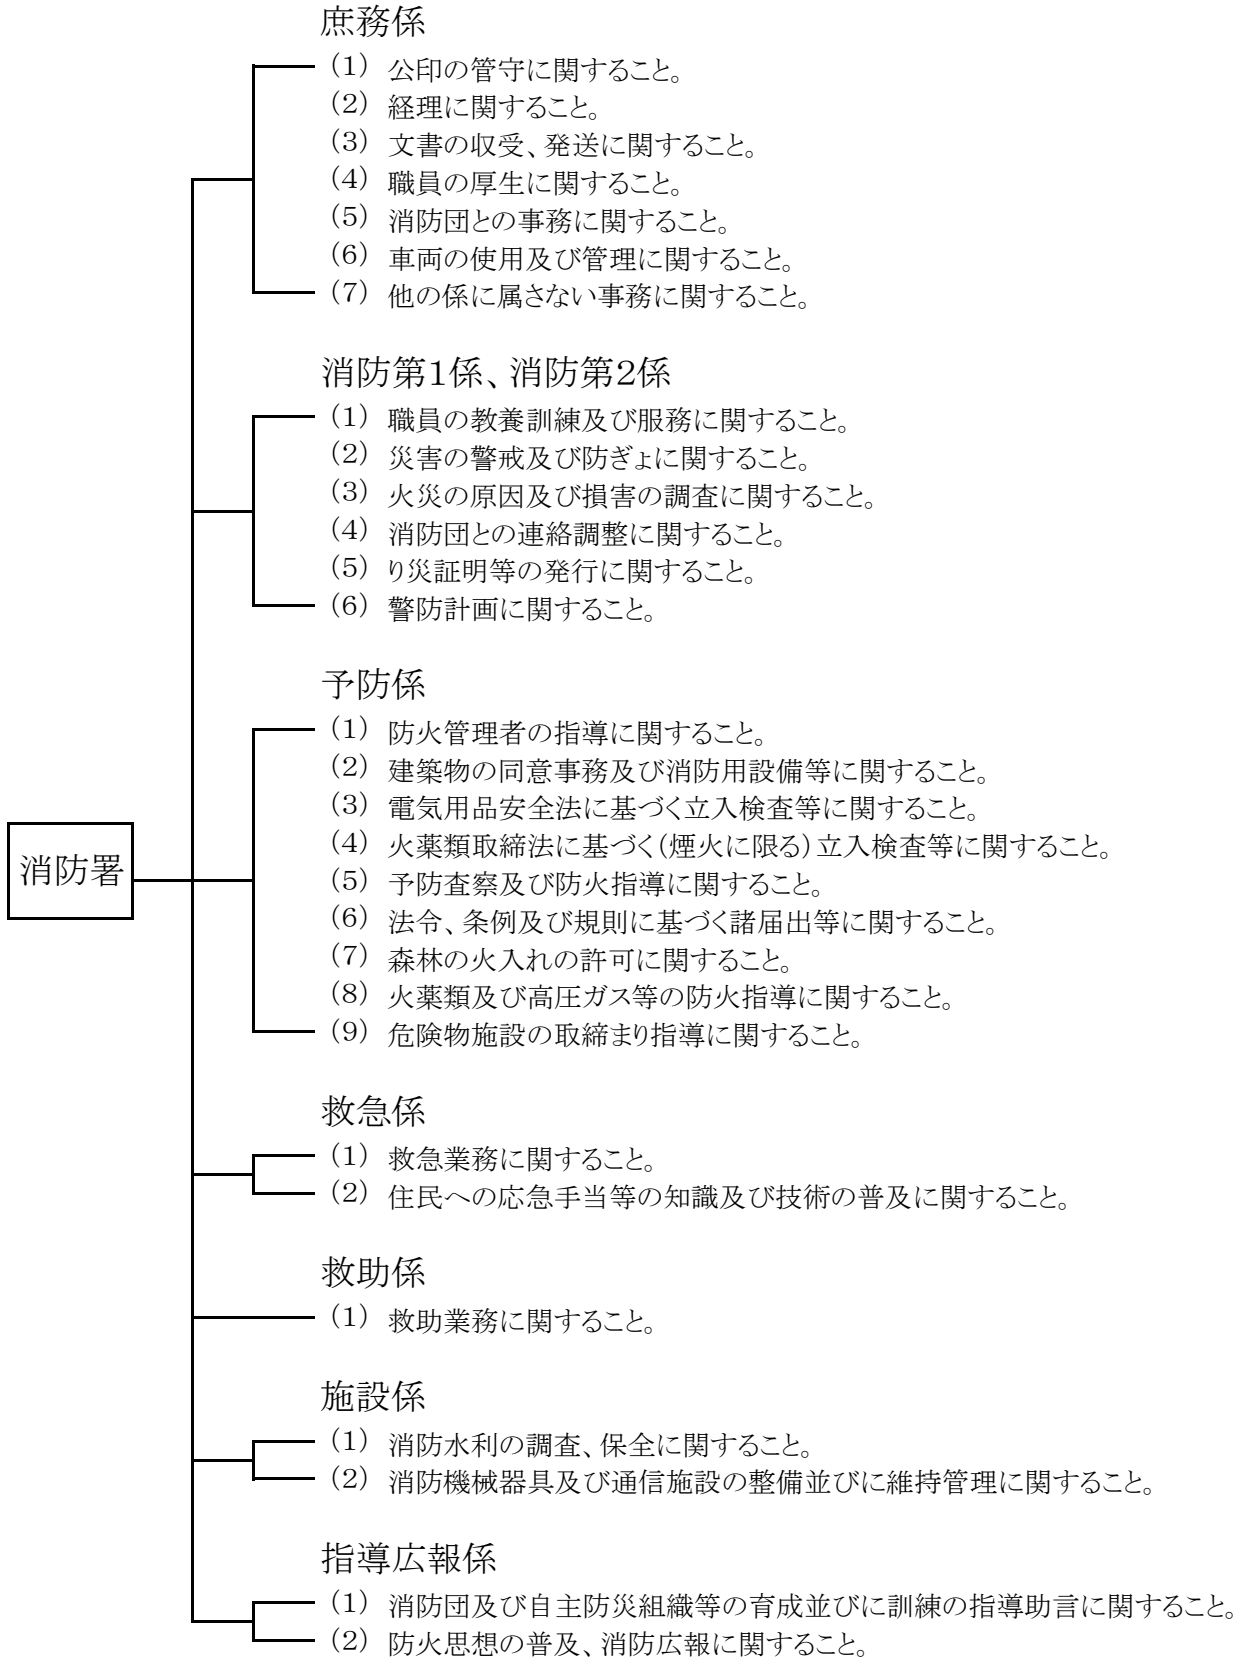 庶務係
（1） 公印の管守に関すること。
（2） 経理に関すること。
（3） 文書の収受、発送に関すること。
（4） 職員の厚生に関すること。
（5） 消防団との事務に関すること。
（6） 車両の使用及び管理に関すること。
（7） 他の係に属さない事務に関すること。
消防第１係、消防第２係
（1） 職員の教養訓練及び服務に関すること。
（2） 災害の警戒及び防ぎょに関すること。
（3） 火災の原因及び損害の調査に関すること。
（4） 消防団との連絡調整に関すること。
（5） り災証明等の発行に関すること。
（6） 警防計画に関すること。
予防係
（1） 防火管理者の指導に関すること。
（2） 建築物の同意事務及び消防用設備等に関すること。
（3） 電気用品安全法に基づく立入検査等に関すること。
（4） 火薬類取締法に基づく（煙火に限る）立入検査等に関すること。
（5） 予防査察及び防火指導に関すること。
（6） 法令、条例及び規則に基づく諸届出等に関すること。
（7） 森林の火入れの許可に関すること。
（8） 火薬類及び高圧ガス等の防火指導に関すること。
（9） 危険物施設の取締まり指導に関すること。
消防署
救急係
（1） 救急業務に関すること。
（2） 住民への応急手当等の知識及び技術の普及に関すること。
救助係
（1） 救助業務に関すること。
施設係
（1） 消防水利の調査、保全に関すること。
（2） 消防機械器具及び通信施設の整備並びに維持管理に関すること。
指導広報係
（1） 消防団及び自主防災組織等の育成並びに訓練の指導助言に関すること。
（2） 防火思想の普及、消防広報に関すること。